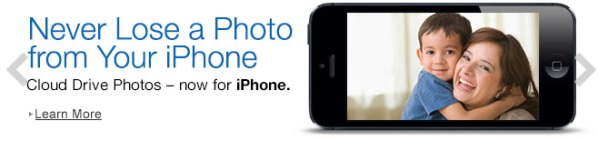 Never Lose a Photo
from Your iPhone
Cloud Drive Photos – now for iPhone.
Learn More